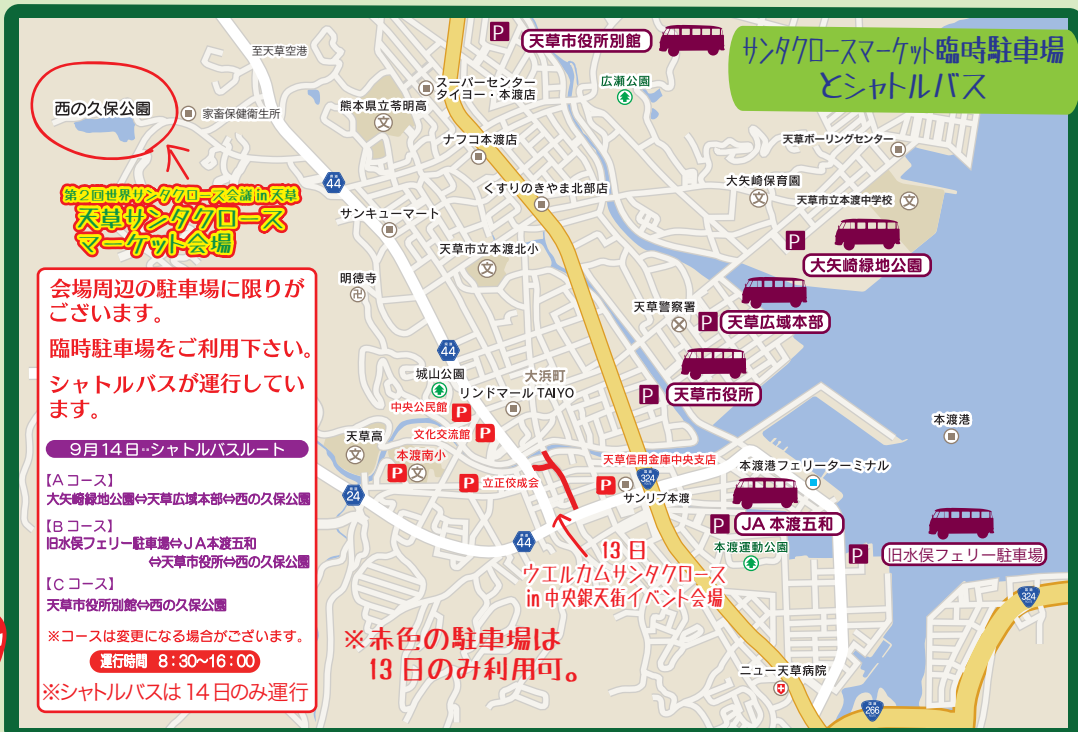 サンタクロースマーケット臨時駐車場
とシャトルバス
P
天草市役所別館
至天草空港
西の久保公園
家畜保健衛生所
スーパーセンター
タイヨー・本渡店
熊本県立苓明高
文
広瀬公園
ナフコ本渡店
天草ボーリングセンター
第2回世界サンタクロース会議in天草
天草サンタクロース
マーケット会場
44
サンキューマート
くすりのきやま北部店
大矢崎保育園
文
天草市立本渡中学校
文
天草市立本渡北小
文
P
大矢崎緑地公園
明徳寺
卍
天草警察署
P
天草広域本部
44
城山公園
大浜町
リンドマール TAIYO
P
天草市役所
中央公民館
P
文化交流館
P
天草高
文
本渡南小
P
文
立正佼成会
P
天草信用金庫中央支店
P
サンリブ本渡
324
本渡港
本渡港フェリーターミナル
24
44
P
JA 本渡五和
本渡運動公園
P
旧水俣フェリー駐車場
324
13 日
ウエルカムサンタクロース
in 中央銀天街イベント会場
※赤色の駐車場は
13 日のみ利用可。
ニュー天草病院
266
会場周辺の駐車場に限りが
ございます。
臨時駐車場をご利用下さい。
シャトルバスが運行してい
ます。
9月14日‥シャトルバスルート
【A コース】
大矢崎緑地公園⇔天草広域本部⇔西の久保公園
【B コース】
旧水俣フェリー駐車場⇔JA本渡五和
⇔天草市役所⇔西の久保公園
【C コース】
天草市役所別館⇔西の久保公園
※コースは変更になる場合がございます。
運行時間 8:30~16:00
※シャトルバスは 14 日のみ運行